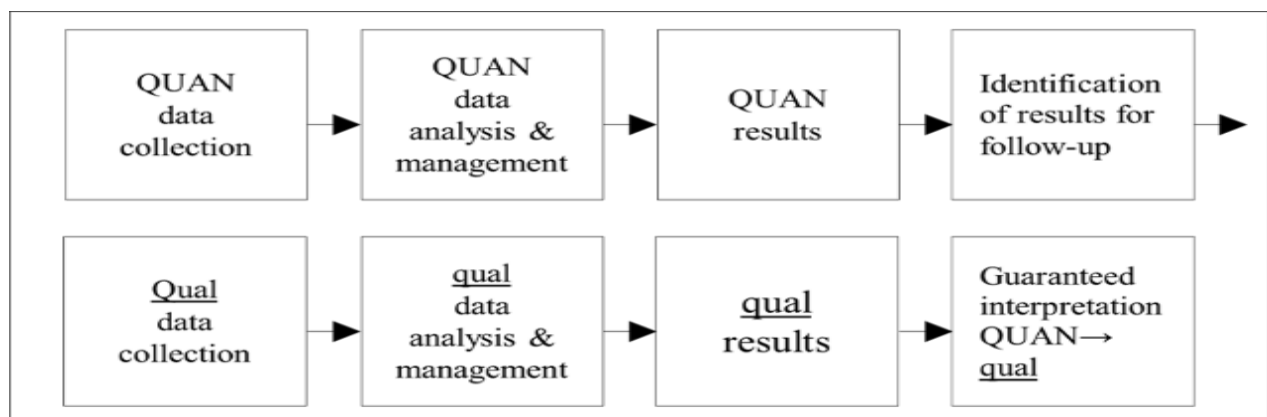 QUAN
data
collection
QUAN
data
analysis &
management
QUAN
results
Identification
of results for
follow-up
Qual
data
collection
qual
data
analysis &
management
qual
results
Guaranteed
interpretation
QUAN→
qual